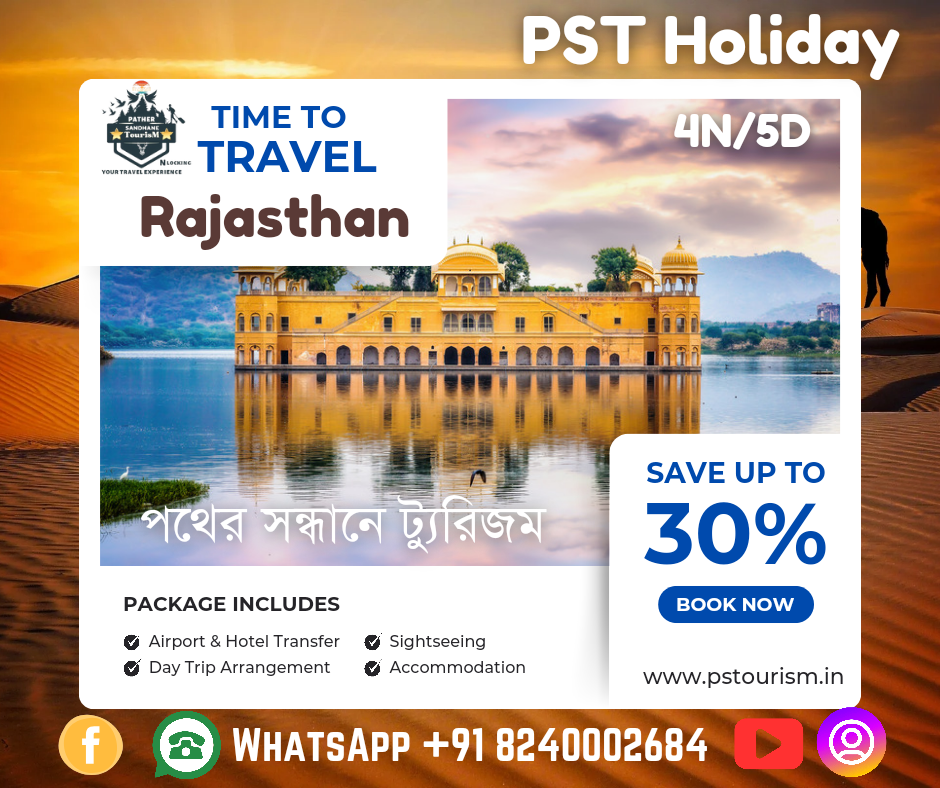 PST Holiday
PATHER
SANDHANE
TourisM
NLOCKING
YOUR TRAVEL EXPERIENCE
TIME TO
TRAVEL
Rajasthan
4N/5D
পথের সন্ধানে ট্যুরিজম
SAVE UP TO
30%
BOOK NOW
www.pstourism.in
PACKAGE INCLUDES
Airport & Hotel Transfer
Sightseeing
Day Trip Arrangement
Accommodation
WHATSAPP +91 8240002684